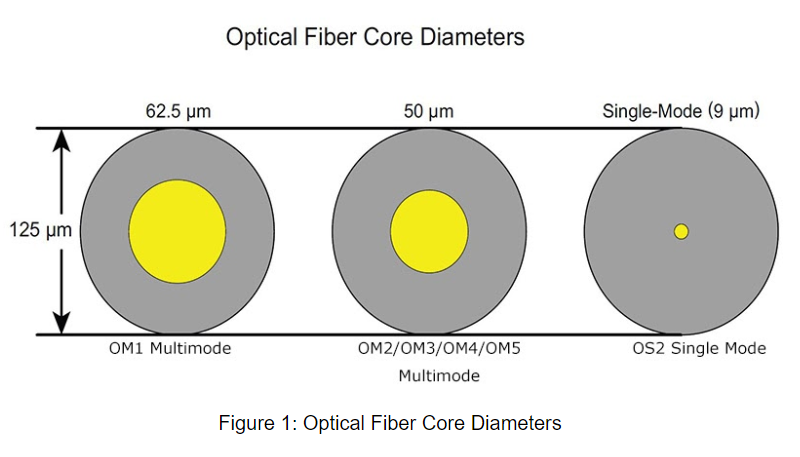 Optical Fiber Core Diameters
62.5 µm
50 µm
Single-Mode (9 µm)
125 µm
OM1 Multimode
OM2/OM3/OM4/OM5
Multimode
OS2 Single Mode
Figure 1: Optical Fiber Core Diameters